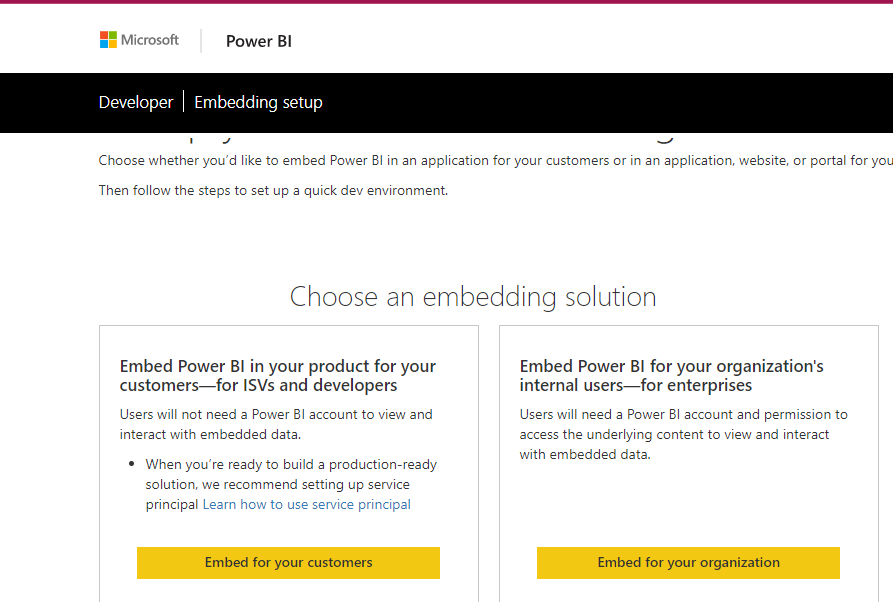 Microsoft Power BI
Developer Embedding setup
Choose whether you'd like to embed Power BI in an application for your customers or in an application, website, or portal for
Then follow the steps to set up a quick dev environment.
Choose an embedding solution
Embed Power BI in your product for your
customers—for ISVs and developers
Users will not need a Power BI account to view and
interact with embedded data.
• When you're ready to build a production-ready
solution, we recommend setting up service
principal Learn how to use service principal
Embed for your customers
Embed Power BI for your organization's
internal users—for enterprises
Users will need a Power BI account and permission to
access the underlying content to view and interact
with embedded data.
Embed for your organization